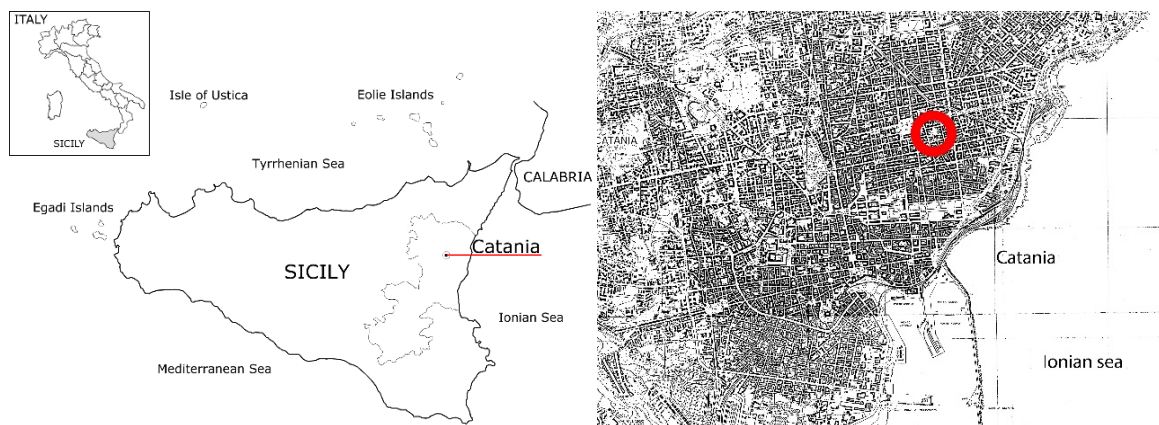 ITALY
SICILY
Isle of Ustica
Eolie Islands
Tyrrhenian Sea
CALABRIA
Egadi Islands
Catania
SICILY
Ionian Sea
Mediterranean Sea
ATANIA
Catania
Ionian sea